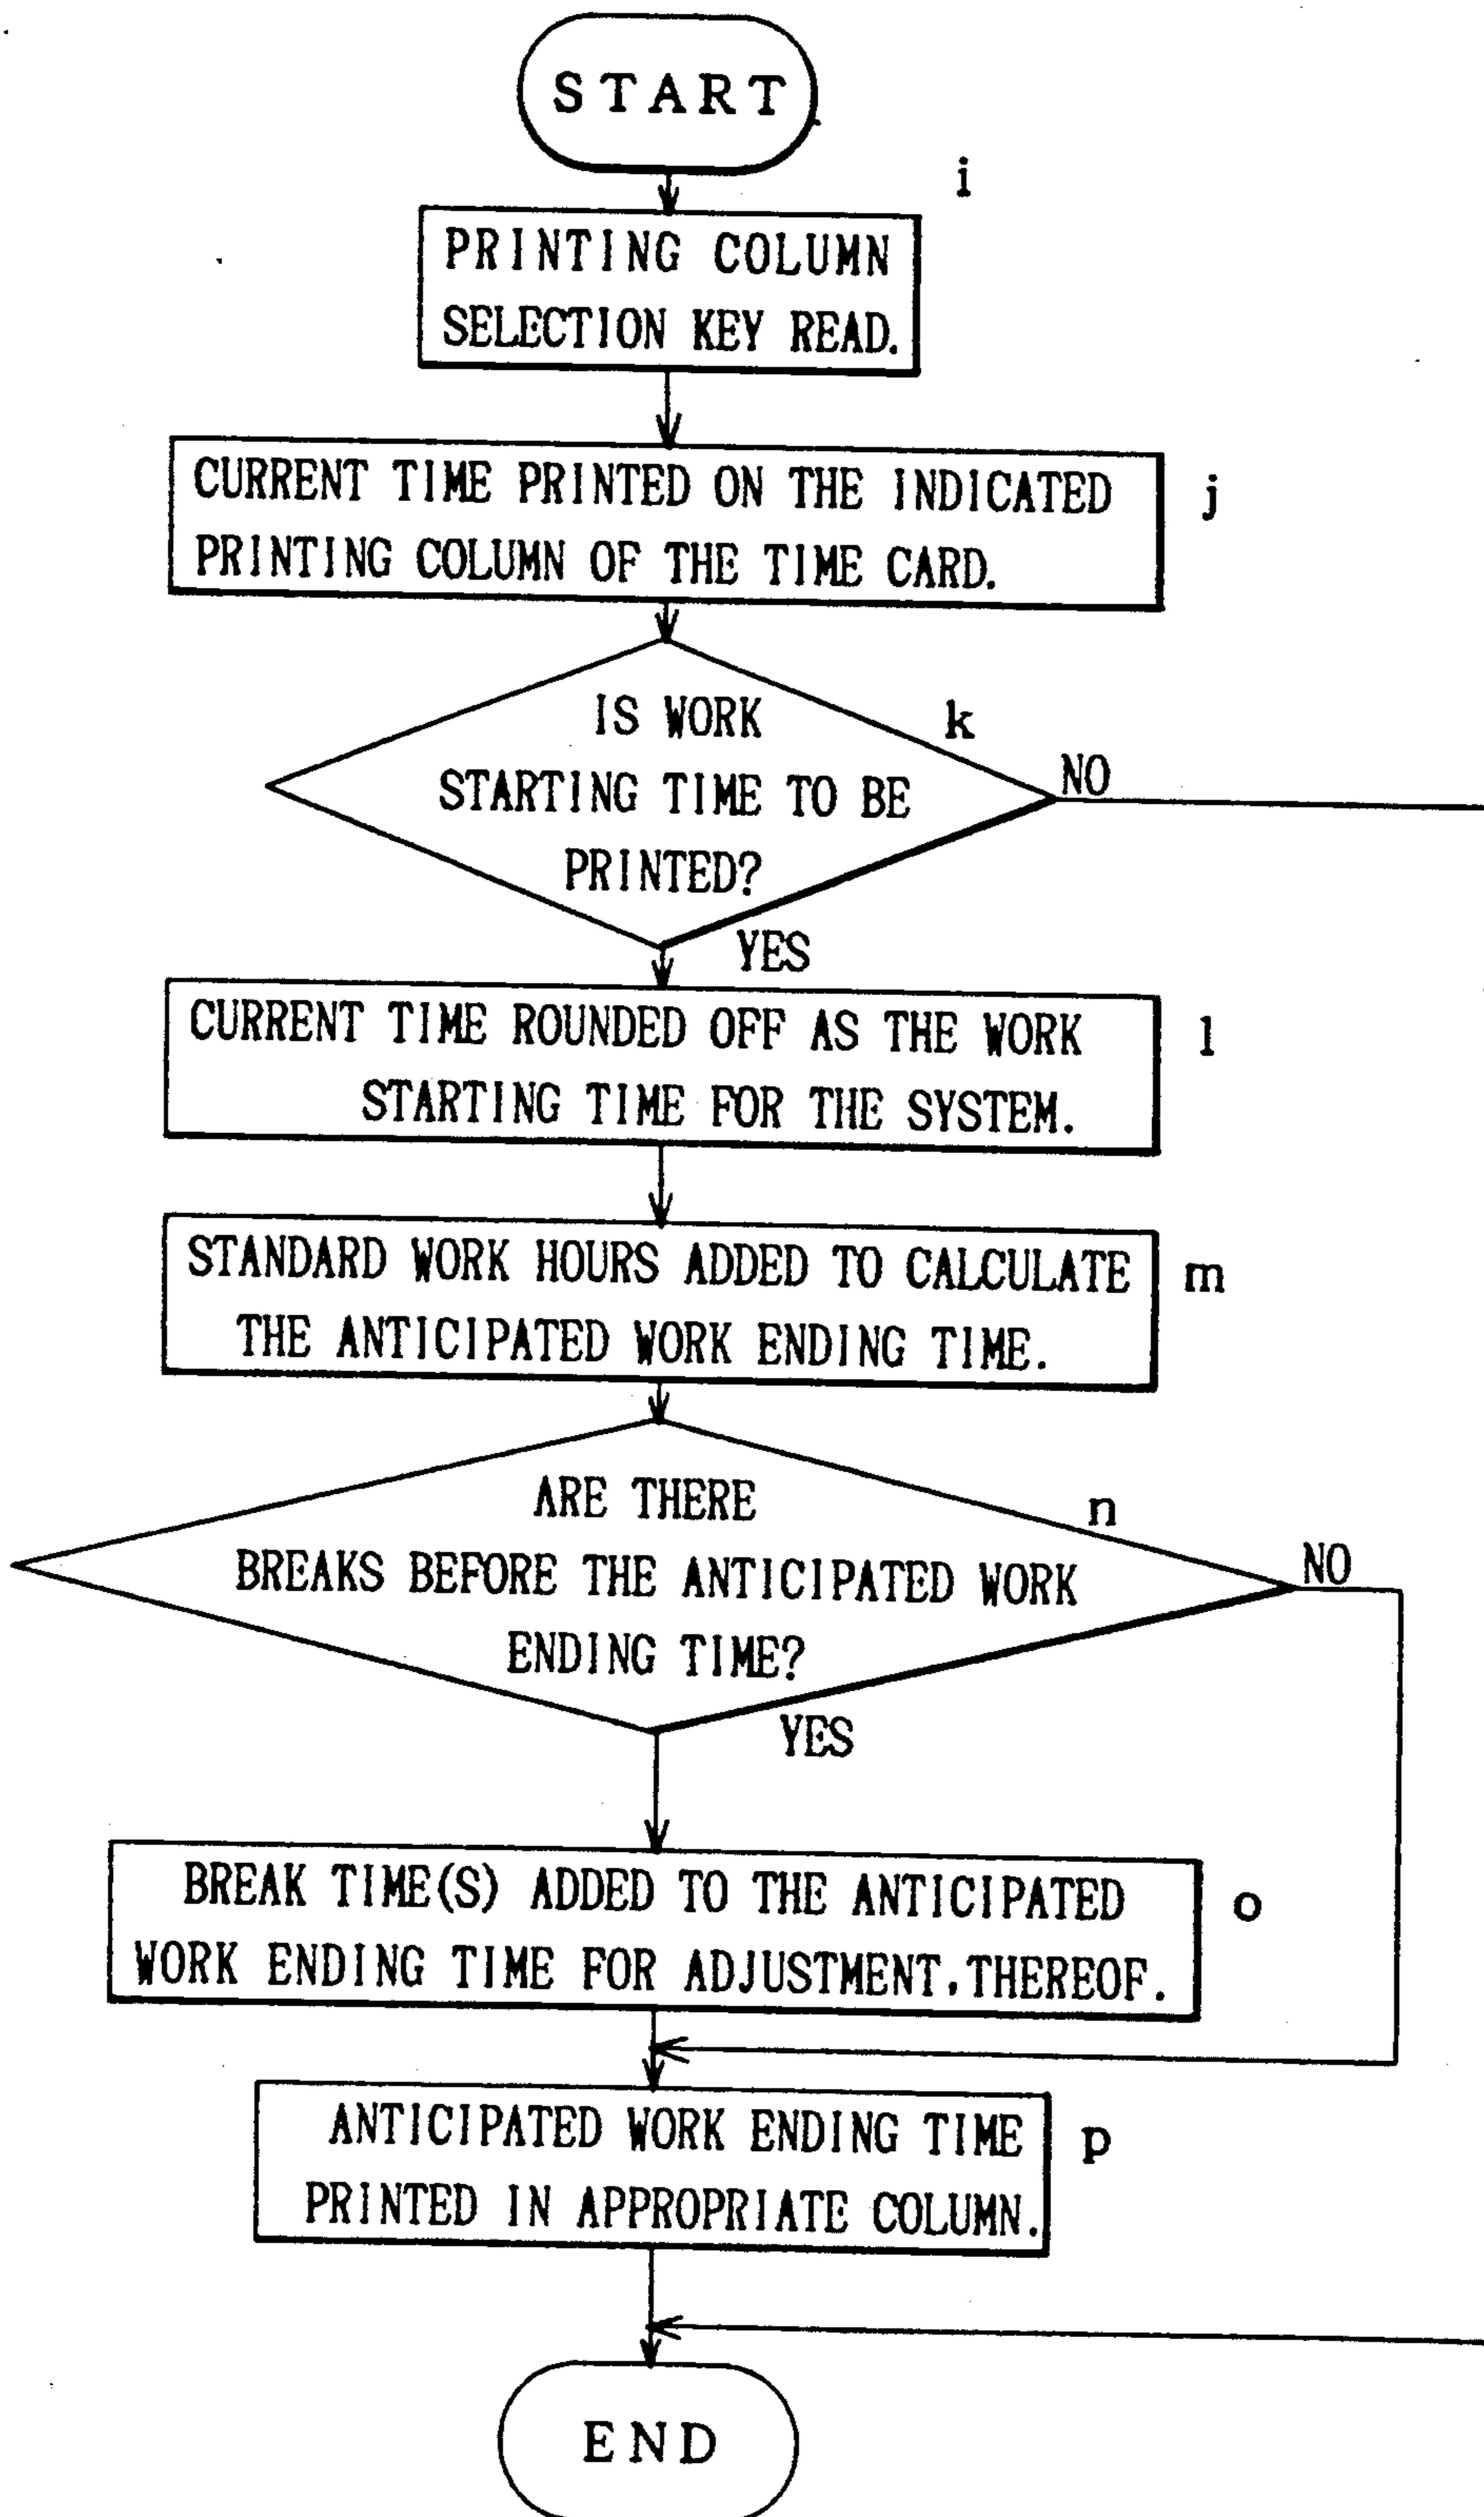 START
i
PRINTING COLUMN
SELECTION KEY READ.
CURRENT TIME PRINTED ON THE INDICATED
PRINTING COLUMN OF THE TIME CARD.
j
IS WORK
STARTING TIME TO BE
PRINTED?
k
NO
YES
CURRENT TIME ROUNDED OFF AS THE WORK
STARTING TIME FOR THE SYSTEM.
l
STANDARD WORK HOURS ADDED TO CALCULATE
THE ANTICIPATED WORK ENDING TIME.
m
ARE THERE
BREAKS BEFORE THE ANTICIPATED WORK
ENDING TIME?
n
NO
YES
BREAK TIME(S) ADDED TO THE ANTICIPATED
WORK ENDING TIME FOR ADJUSTMENT,THEREOF.
o
ANTICIPATED WORK ENDING TIME
PRINTED IN APPROPRIATE COLUMN.
p
END